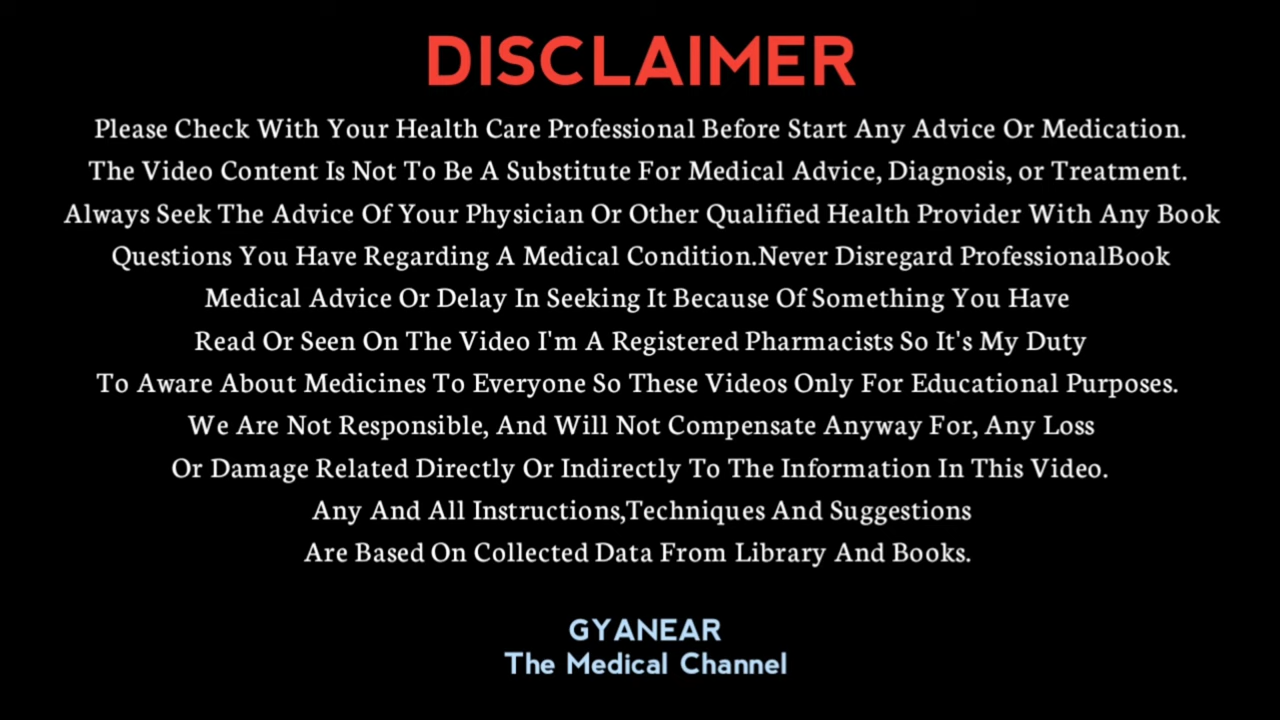 DISCLAIMER
Please Check With Your Health Care Professional Before Start Any Advice Or Medication.
The Video Content Is Not To Be A Substitute For Medical Advice, Diagnosis, or Treatment.
Always Seek The Advice Of Your Physician Or Other Qualified Health Provider With Any Book
Questions You Have Regarding A Medical Condition.Never Disregard ProfessionalBook
Medical Advice Or Delay In Seeking It Because Of Something You Have
Read Or Seen On The Video I'm A Registered Pharmacists So It's My Duty
To Aware About Medicines To Everyone So These Videos Only For Educational Purposes.
We Are Not Responsible, And Will Not Compensate Anyway For, Any Loss
Or Damage Related Directly Or Indirectly To The Information In This Video.
Any And All Instructions,Techniques And Suggestions
Are Based On Collected Data From Library And Books.
GYANEAR
The Medical Channel